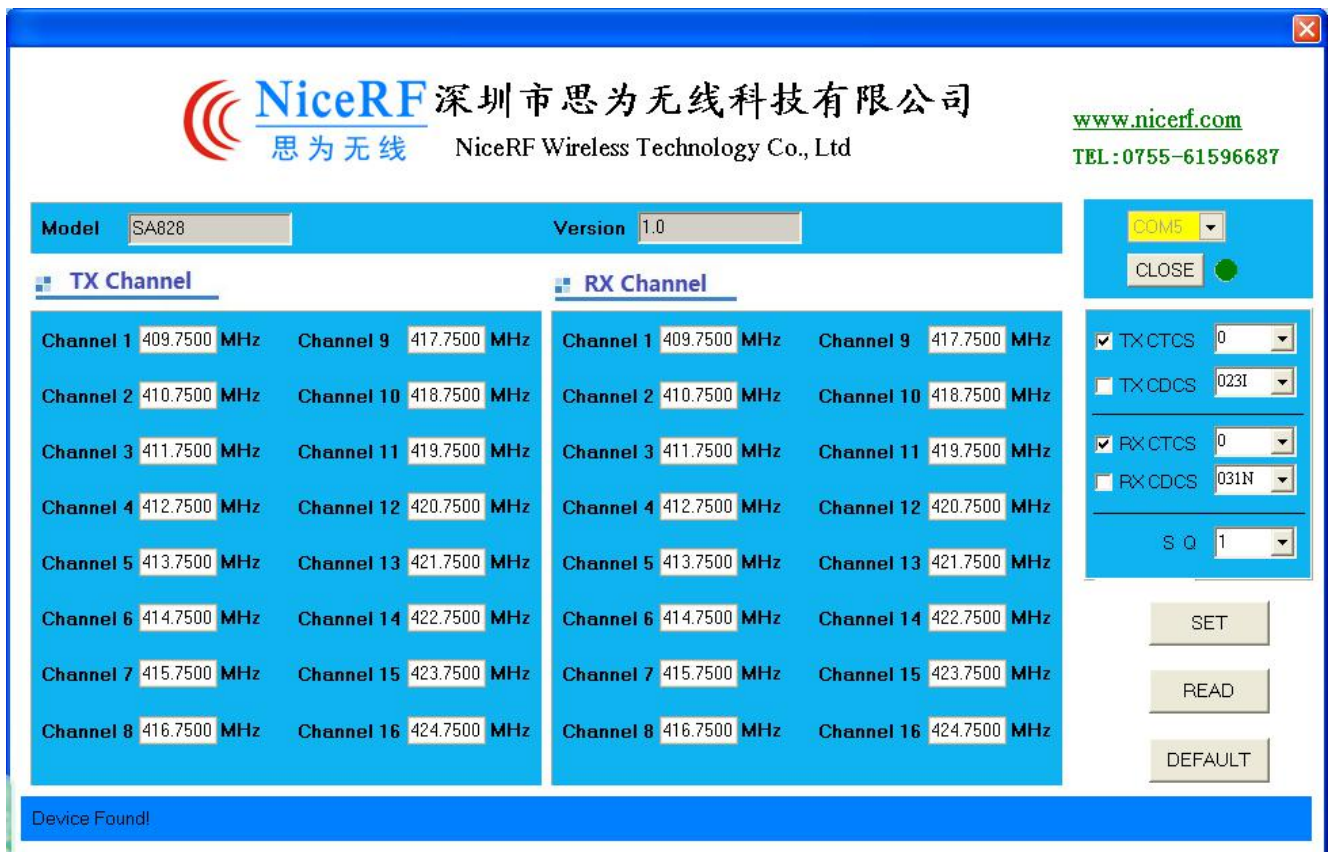 NiceRF 深圳市思为无线科技有限公司
思为无线 NiceRF Wireless Technology Co., Ltd
www.nicerf.com
TEL:0755-61596687
Model SA828 Version 1.0
COM5
CLOSE
TX Channel
RX Channel
Channel 1 409.7500 MHz Channel 9 417.7500 MHz Channel 1 409.7500 MHz Channel 9 417.7500 MHz
Channel 2 410.7500 MHz Channel 10 418.7500 MHz Channel 2 410.7500 MHz Channel 10 418.7500 MHz
Channel 3 411.7500 MHz Channel 11 419.7500 MHz Channel 3 411.7500 MHz Channel 11 419.7500 MHz
Channel 4 412.7500 MHz Channel 12 420.7500 MHz Channel 4 412.7500 MHz Channel 12 420.7500 MHz
Channel 5 413.7500 MHz Channel 13 421.7500 MHz Channel 5 413.7500 MHz Channel 13 421.7500 MHz
Channel 6 414.7500 MHz Channel 14 422.7500 MHz Channel 6 414.7500 MHz Channel 14 422.7500 MHz
Channel 7 415.7500 MHz Channel 15 423.7500 MHz Channel 7 415.7500 MHz Channel 15 423.7500 MHz
Channel 8 416.7500 MHz Channel 16 424.7500 MHz Channel 8 416.7500 MHz Channel 16 424.7500 MHz
TX CTCS 0
TX CDCS 023I
RX CTCS 0
RX CDCS 031N
S Q 1
SET
READ
DEFAULT
Device Found!